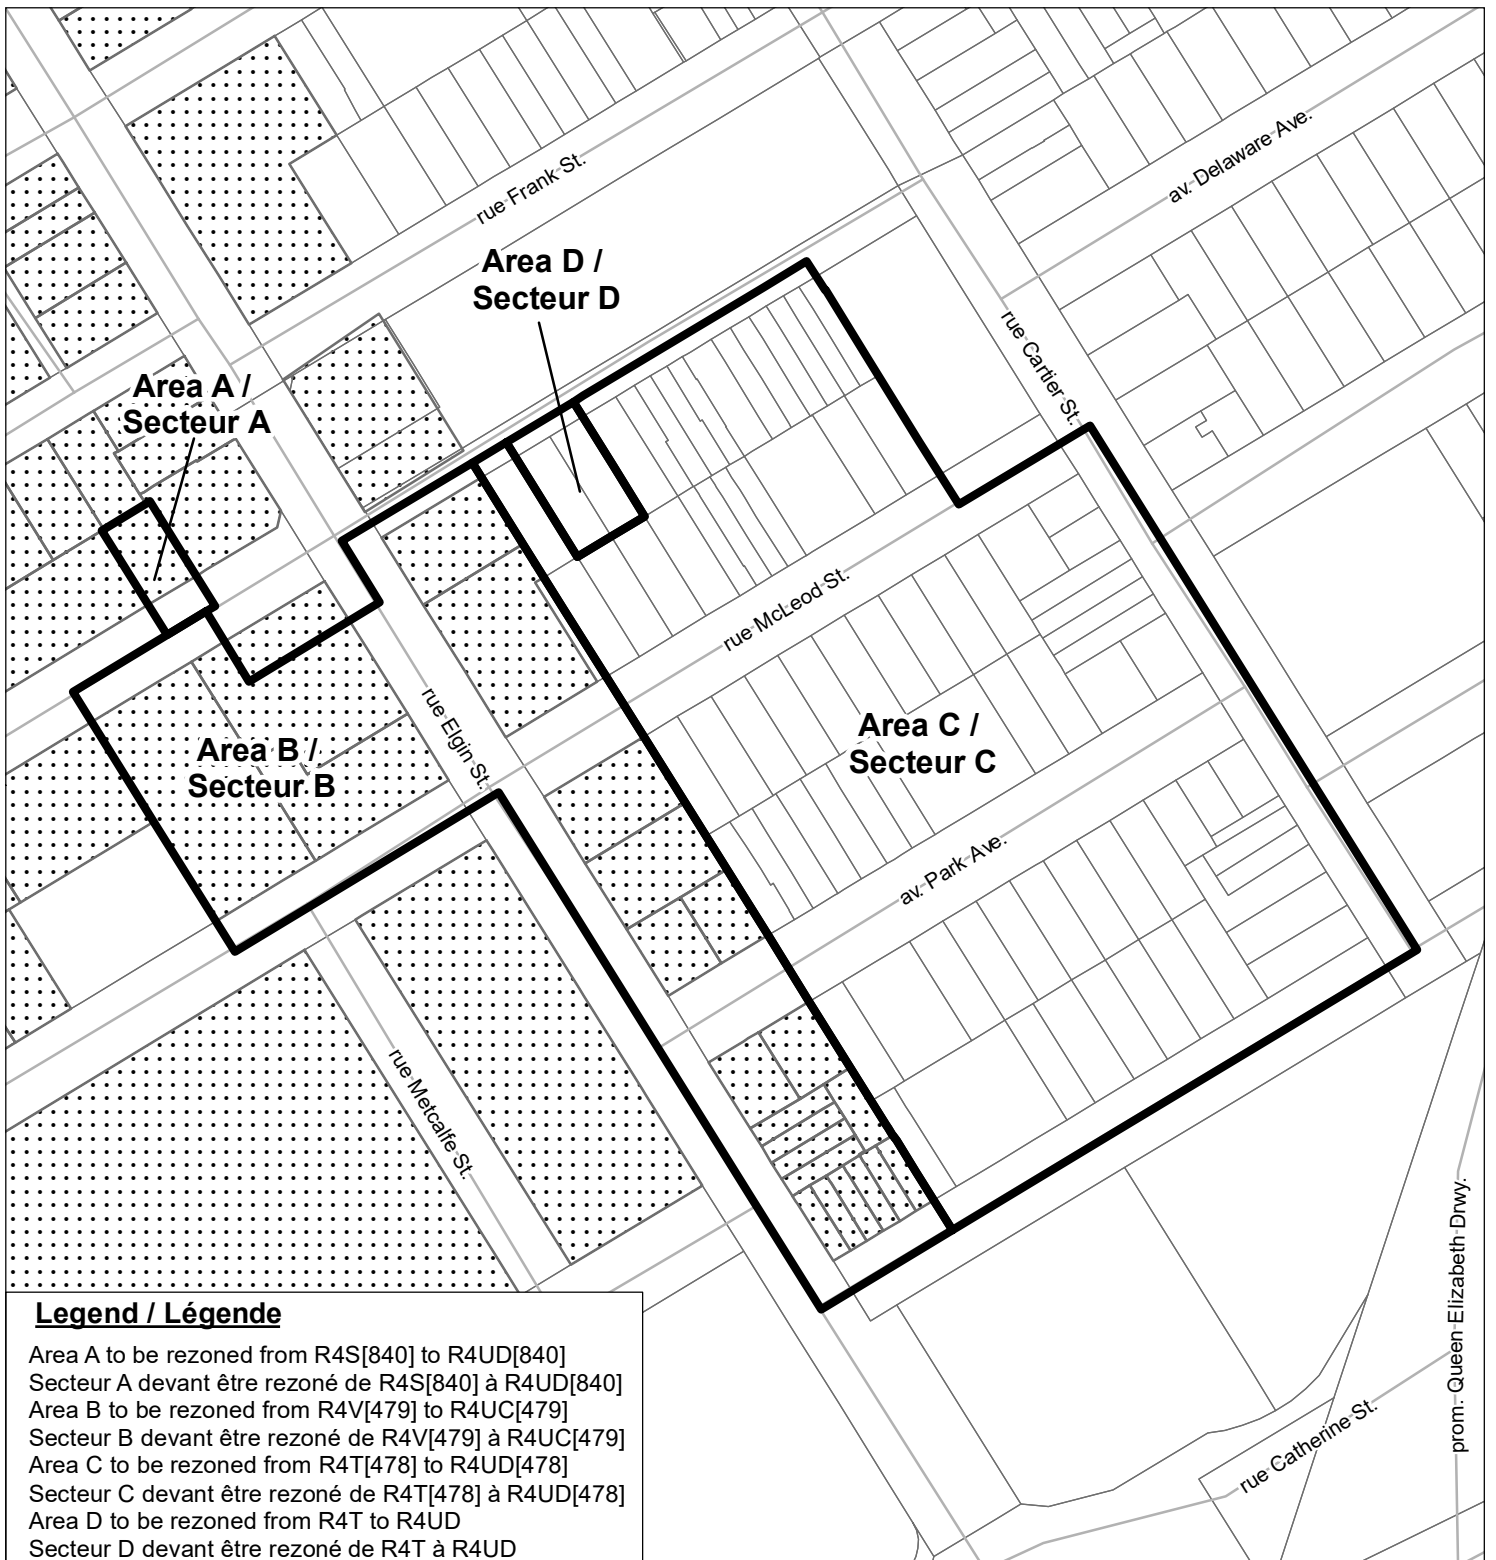 rue Frank St.
av. Delaware Ave.
Area D /
Secteur D
rue Cartier St.
Area A /
Secteur A
rue McLeod St.
rue Elgin St.
Area B /
Secteur B
Area C /
Secteur C
av. Park Ave.
rue Metcalfe St.
prom. Queen Elizabeth Drwy.
rue Catherine St.
Legend / Légende
Area A to be rezoned from R4S[840] to R4UD[840]
Secteur A devant être rezoné de R4S[840] à R4UD[840]
Area B to be rezoned from R4V[479] to R4UC[479]
Secteur B devant être rezoné de R4V[479] à R4UC[479]
Area C to be rezoned from R4T[478] to R4UD[478]
Secteur C devant être rezoné de R4T[478] à R4UD[478]
Area D to be rezoned from R4T to R4UD
Secteur D devant être rezoné de R4T à R4UD